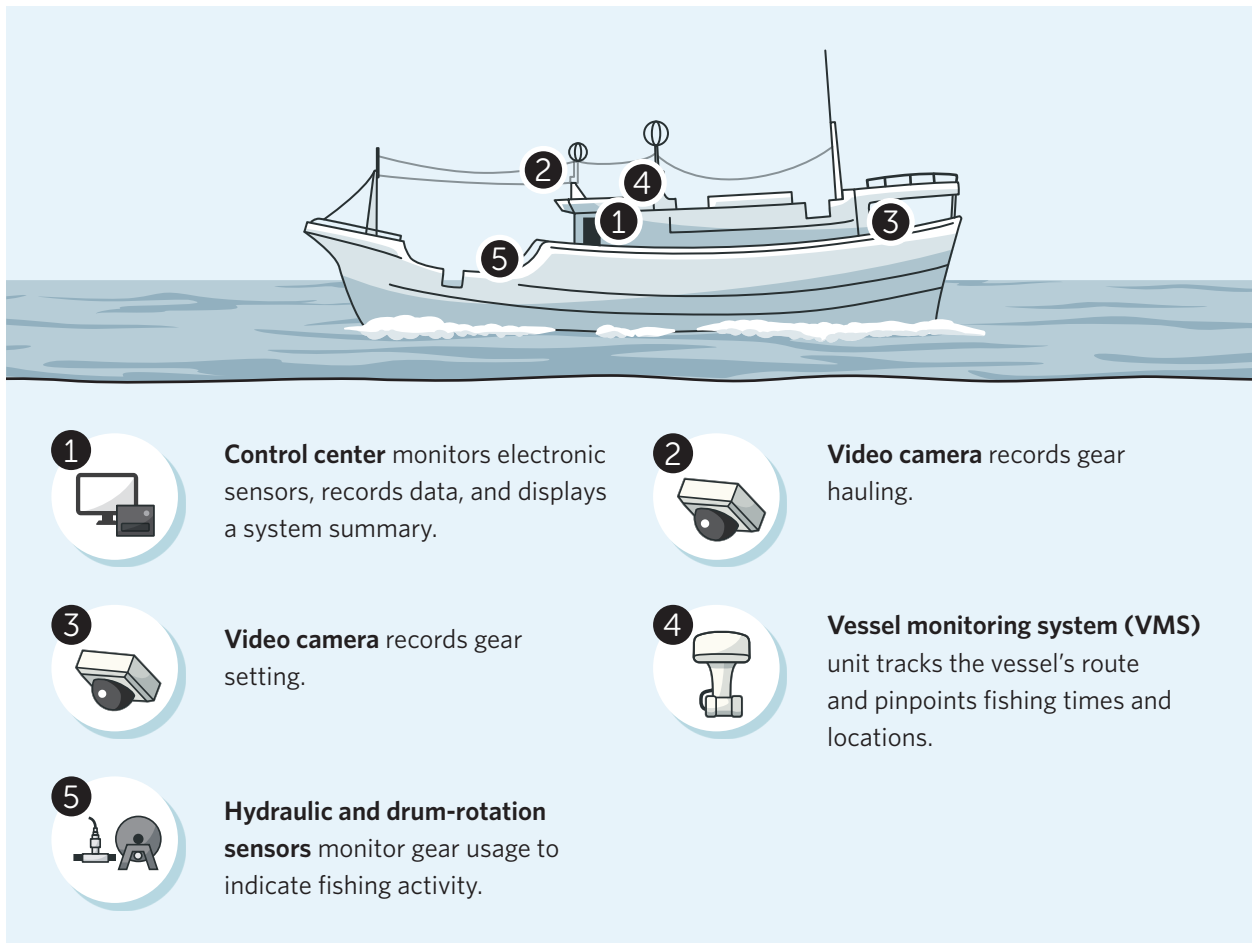 2
4
1
3
5
1
Control center monitors electronic
sensors, records data, and displays
a system summary.
2
Video camera records gear
hauling.
3
Video camera records gear
setting.
4
Vessel monitoring system (VMS)
unit tracks the vessel’s route
and pinpoints fishing times and
locations.
5
Hydraulic and drum-rotation
sensors monitor gear usage to
indicate fishing activity.